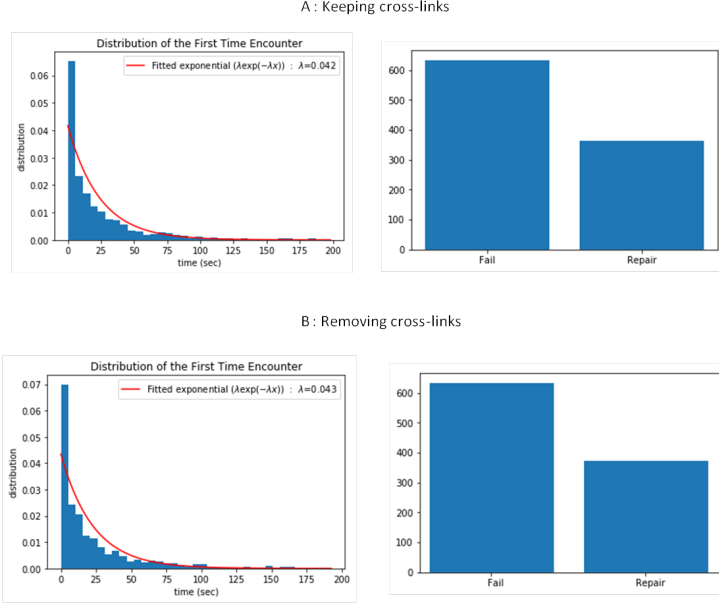 A : Keeping cross-links
Distribution of the First Time Encounter
Fitted exponential (λexp(−λx)) : λ=0.042
distribution
0.06
0.05
0.04
0.03
0.02
0.01
0.00
0 25 50 75 100 125 150 175 200
time (sec)
600
500
400
300
200
100
0
Fail Repair
B : Removing cross-links
Distribution of the First Time Encounter
Fitted exponential (λexp(−λx)) : λ=0.043
distribution
0.07
0.06
0.05
0.04
0.03
0.02
0.01
0.00
0 25 50 75 100 125 150 175 200
time (sec)
600
500
400
300
200
100
0
Fail Repair